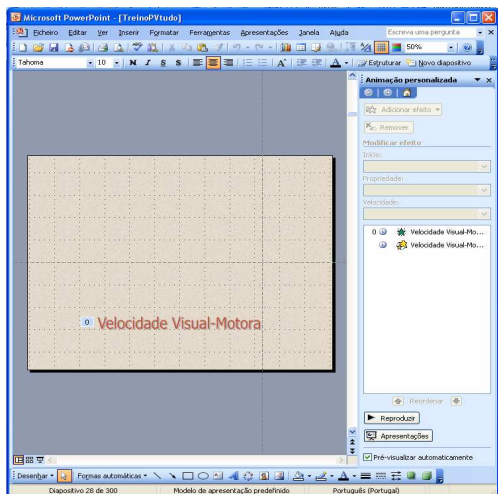 Microsoft PowerPoint - [TreinoPVtudo]
Ficheiro Editar Ver Inserir Formatar Ferramentas Apresentações Janela Ajuda Escreva uma pergunta
50%
Tahoma 10 N I S S Estruturar Novo diapositivo
Animação personalizada
Adicionar efeito
Remover
Modificar efeito
Início:
Propriedade:
Velocidade:
0 Velocidade Visual-Mo...
Velocidade Visual-Mo...
0 Velocidade Visual-Motora
Reordenar
Reproduzir
Apresentações
Pré-visualizar automaticamente
Desenhar Formas automáticas
Diapositivo 28 de 300 Modelo de apresentação predefinido Português (Portugal)